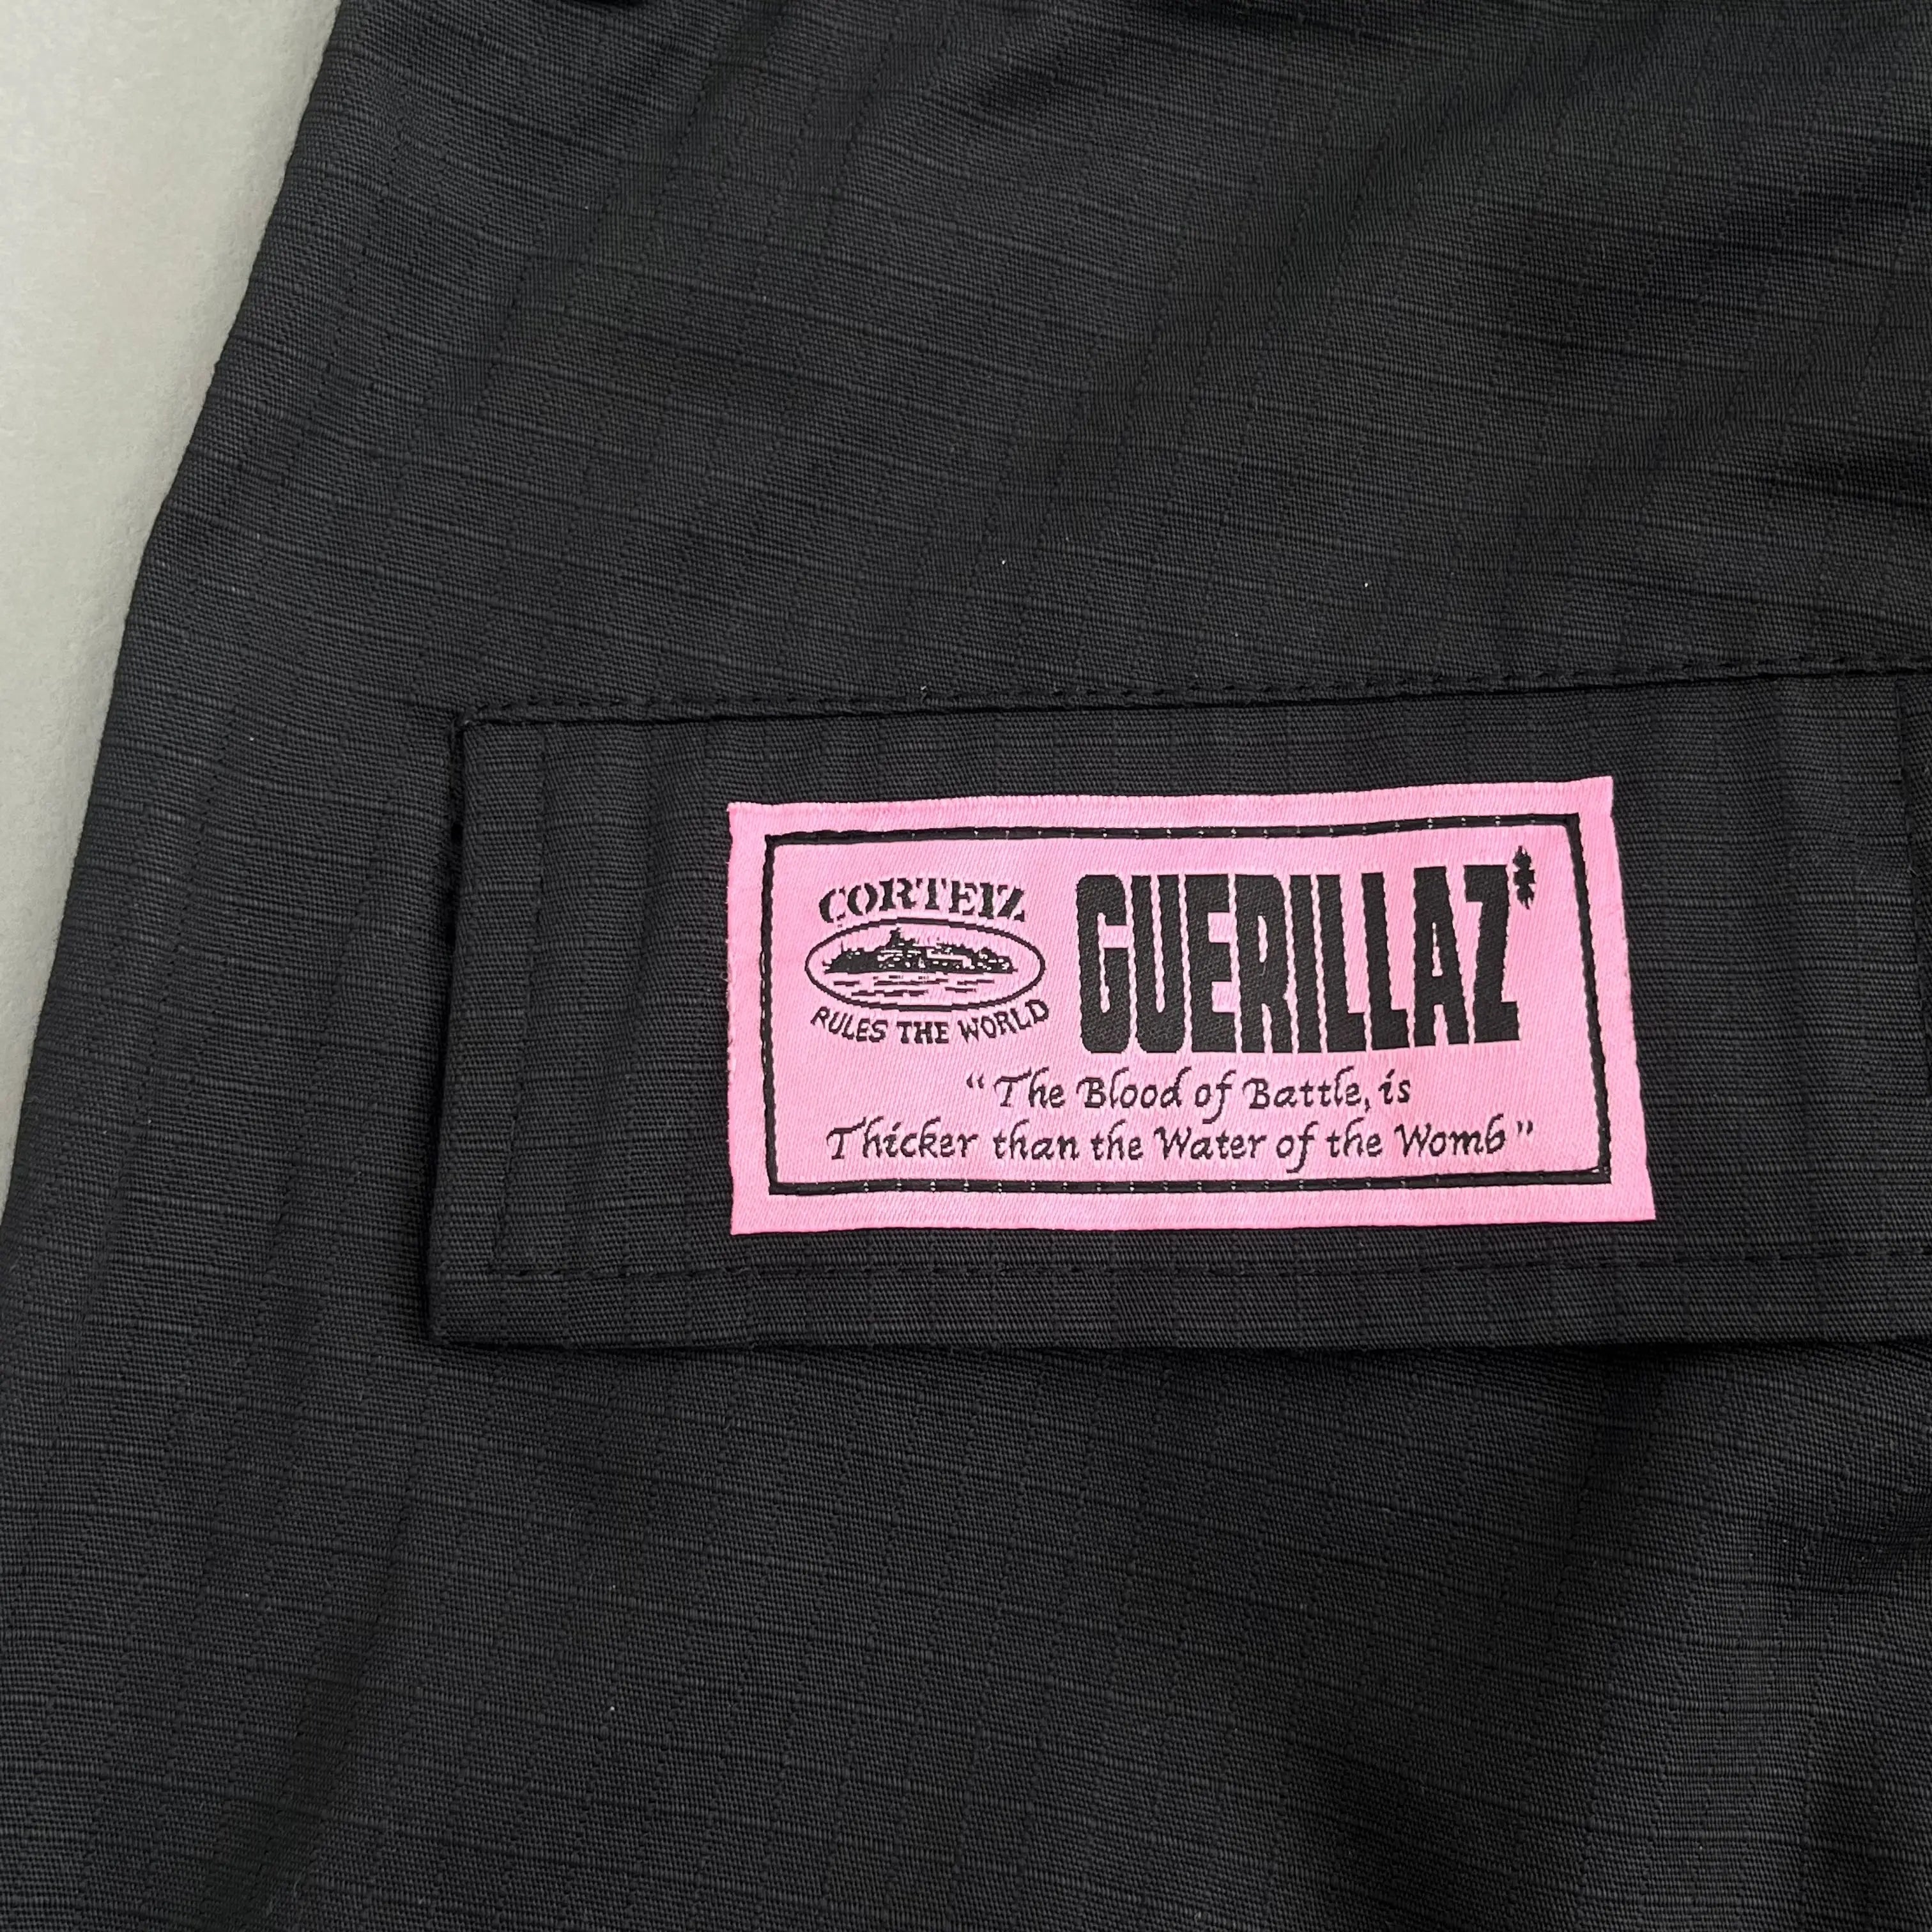 CORTEIZ
RULES THE WORLD
GUERILLAZ
“The Blood of Battle, is
Thicker than the Water of the Womb”